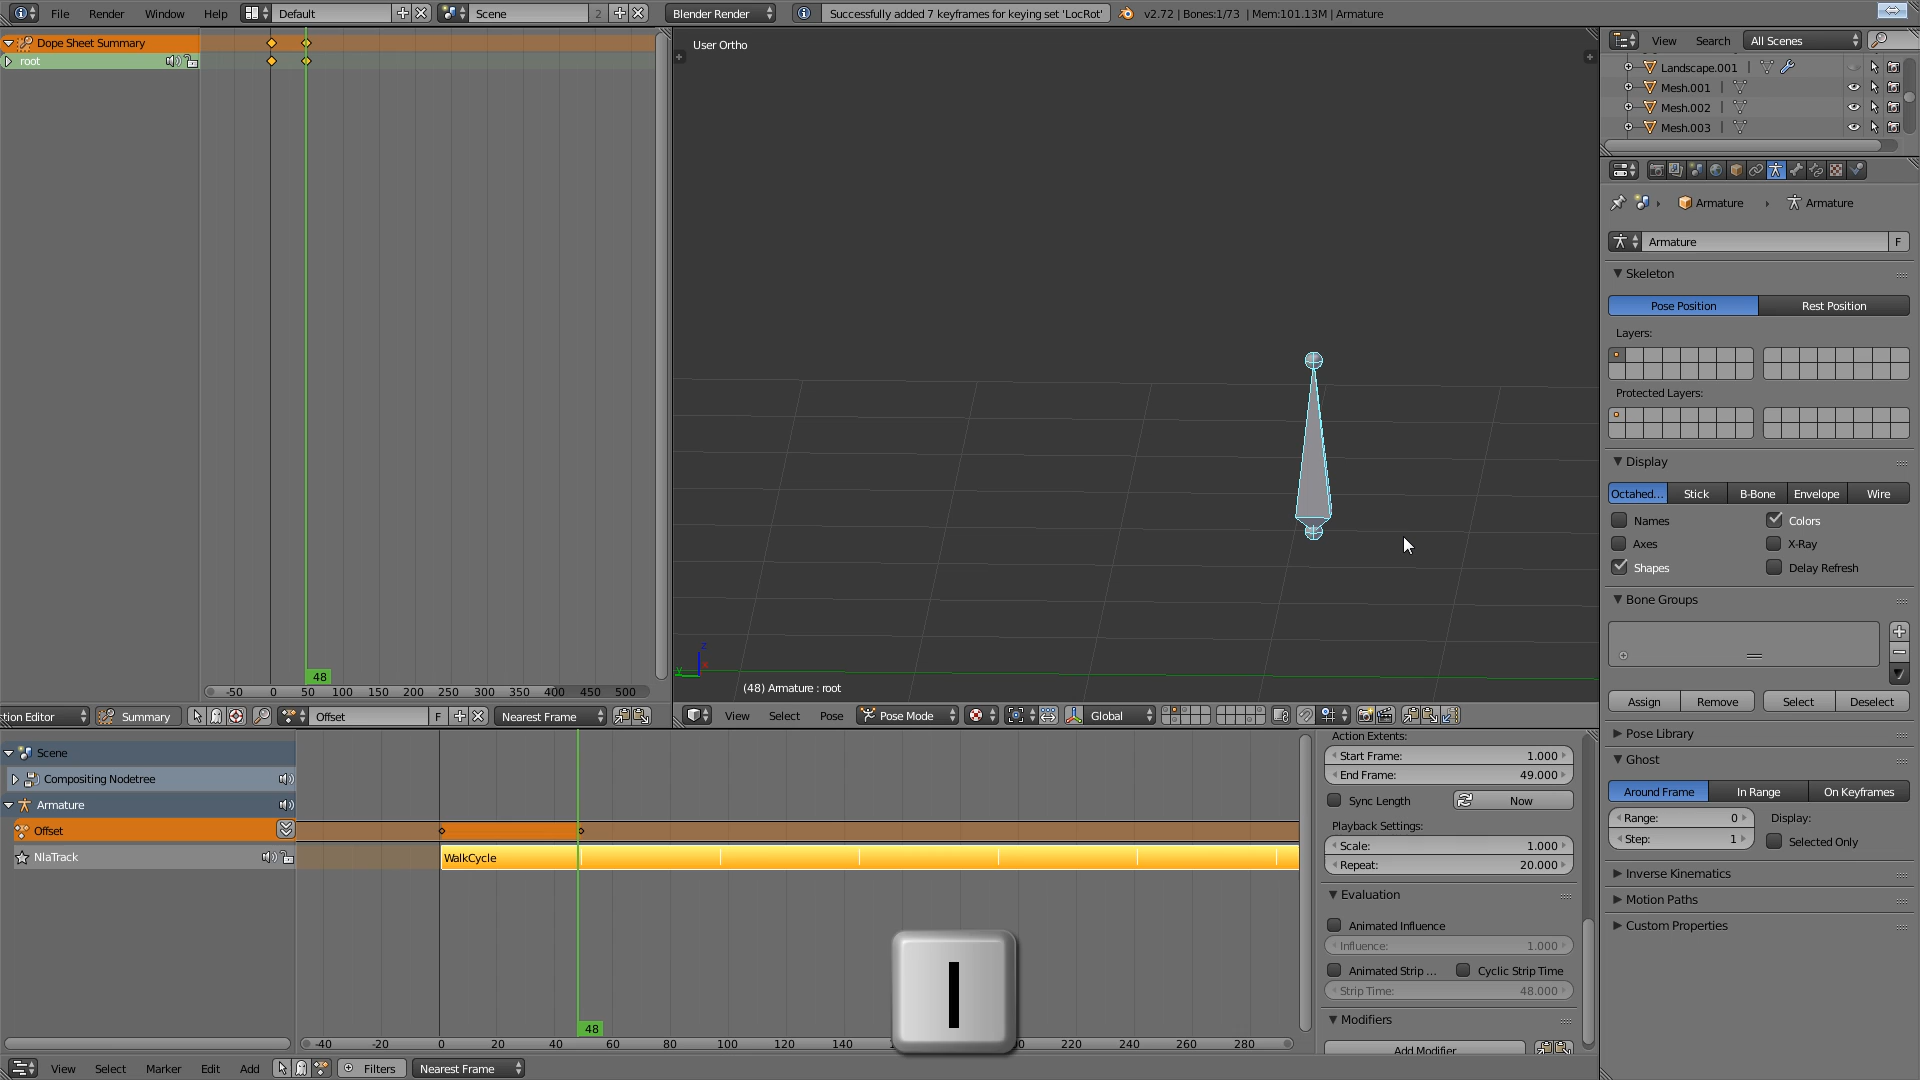 File Render Window Help Default Scene 2 Blender Render Successfully added 7 keyframes for keying set 'LocRot' v2.72 | Bones:1/73 | Mem:101.13M | Armature
Dope Sheet Summary
root
48
-50 0 50 100 150 200 250 300 350 400 450 500
tion Editor Summary Offset F Nearest Frame
User Ortho
z
y
x
(48) Armature : root
View Select Pose Pose Mode Global
View Search All Scenes
Landscape.001
Mesh.001
Mesh.002
Mesh.003
Armature Armature
Armature F
Skeleton
Pose Position Rest Position
Layers:
Protected Layers:
Display
Octahed... Stick B-Bone Envelope Wire
Names Colors
Axes X-Ray
Shapes Delay Refresh
Bone Groups
Assign Remove Select Deselect
Pose Library
Ghost
Around Frame In Range On Keyframes
Range: 0 Display:
Step: 1 Selected Only
Inverse Kinematics
Motion Paths
Custom Properties
Scene
Compositing Nodetree
Armature
Offset
NlaTrack
WalkCycle
48
-40 -20 0 20 40 60 80 100 120 140 220 240 260 280
I
Action Extents:
Start Frame: 1.000
End Frame: 49.000
Sync Length Now
Playback Settings:
Scale: 1.000
Repeat: 20.000
Evaluation
Animated Influence
Influence: 1.000
Animated Strip ... Cyclic Strip Time
Strip Time: 48.000
Modifiers
Add Modifier
View Select Marker Edit Add Filters Nearest Frame